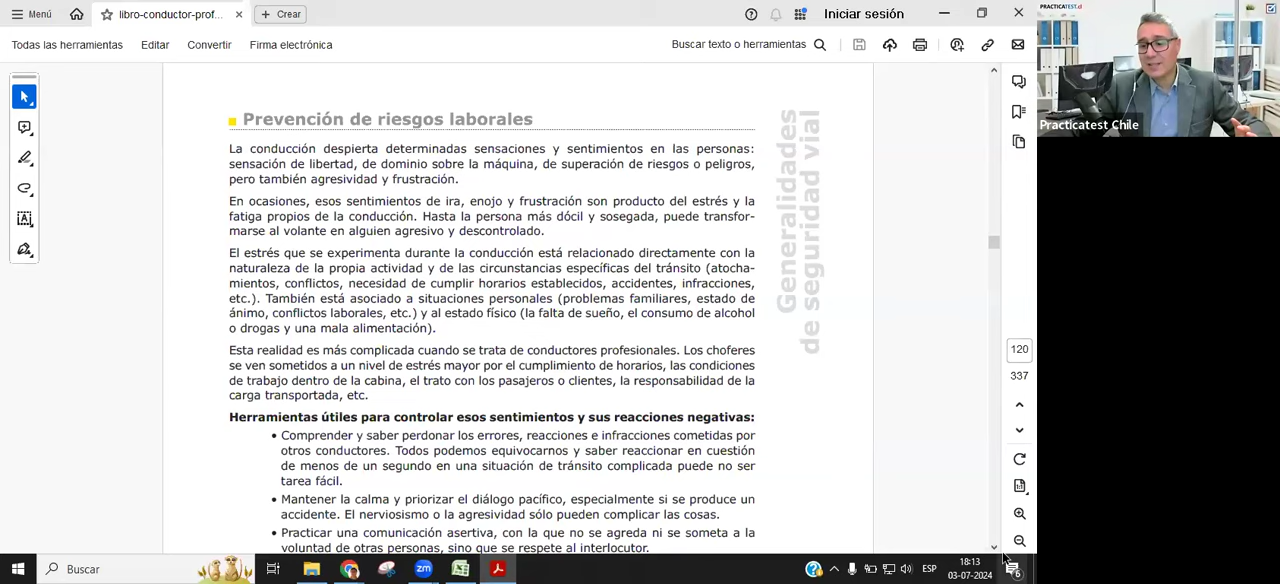 Menú
libro-conductor-prof...
Crear
Iniciar sesión
Todas las herramientas
Editar
Convertir
Firma electrónica
Buscar texto o herramientas
PRACTICATEST.cl
Practicatest Chile
Prevención de riesgos laborales
La conducción despierta determinadas sensaciones y sentimientos en las personas:
sensación de libertad, de dominio sobre la máquina, de superación de riesgos o peligros,
pero también agresividad y frustración.
En ocasiones, esos sentimientos de ira, enojo y frustración son producto del estrés y la
fatiga propios de la conducción. Hasta la persona más dócil y sosegada, puede transfor-
marse al volante en alguien agresivo y descontrolado.
El estrés que se experimenta durante la conducción está relacionado directamente con la
naturaleza de la propia actividad y de las circunstancias específicas del tránsito (atocha-
mientos, conflictos, necesidad de cumplir horarios establecidos, accidentes, infracciones,
etc.). También está asociado a situaciones personales (problemas familiares, estado de
ánimo, conflictos laborales, etc.) y al estado físico (la falta de sueño, el consumo de alcohol
o drogas y una mala alimentación).
Esta realidad es más complicada cuando se trata de conductores profesionales. Los choferes
se ven sometidos a un nivel de estrés mayor por el cumplimiento de horarios, las condiciones
de trabajo dentro de la cabina, el trato con los pasajeros o clientes, la responsabilidad de la
carga transportada, etc.
Herramientas útiles para controlar esos sentimientos y sus reacciones negativas:
• Comprender y saber perdonar los errores, reacciones e infracciones cometidas por
otros conductores. Todos podemos equivocarnos y saber reaccionar en cuestión
de menos de un segundo en una situación de tránsito complicada puede no ser
tarea fácil.
• Mantener la calma y priorizar el diálogo pacífico, especialmente si se produce un
accidente. El nerviosismo o la agresividad sólo pueden complicar las cosas.
• Practicar una comunicación asertiva, con la que no se agreda ni se someta a la
voluntad de otras personas, sino que se respete al interlocutor.
Generalidades
de seguridad vial
120
337
Buscar
zm
ESP
18:13
03-07-2024
6